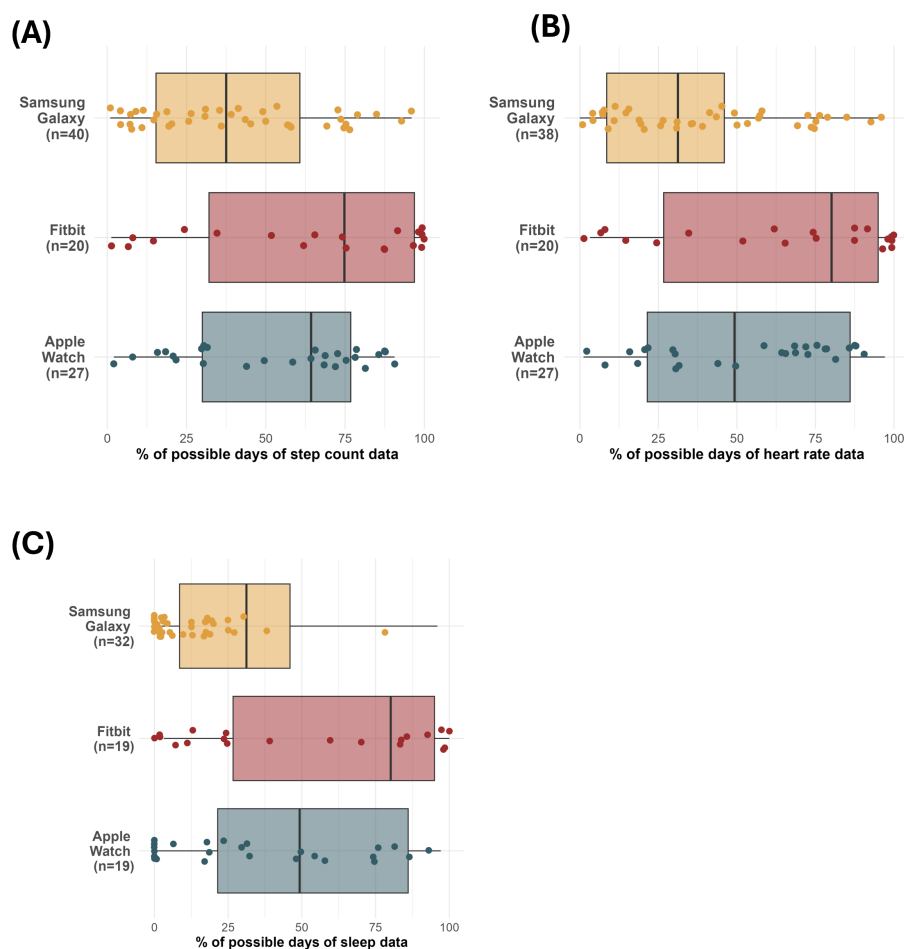 (A)
Samsung
Galaxy
(n=40)
Fitbit
(n=20)
Apple
Watch
(n=27)
0 25 50 75 100
% of possible days of step count data
(B)
Samsung
Galaxy
(n=38)
Fitbit
(n=20)
Apple
Watch
(n=27)
0 25 50 75 100
% of possible days of heart rate data
(C)
Samsung
Galaxy
(n=32)
Fitbit
(n=19)
Apple
Watch
(n=19)
0 25 50 75 100
% of possible days of sleep data